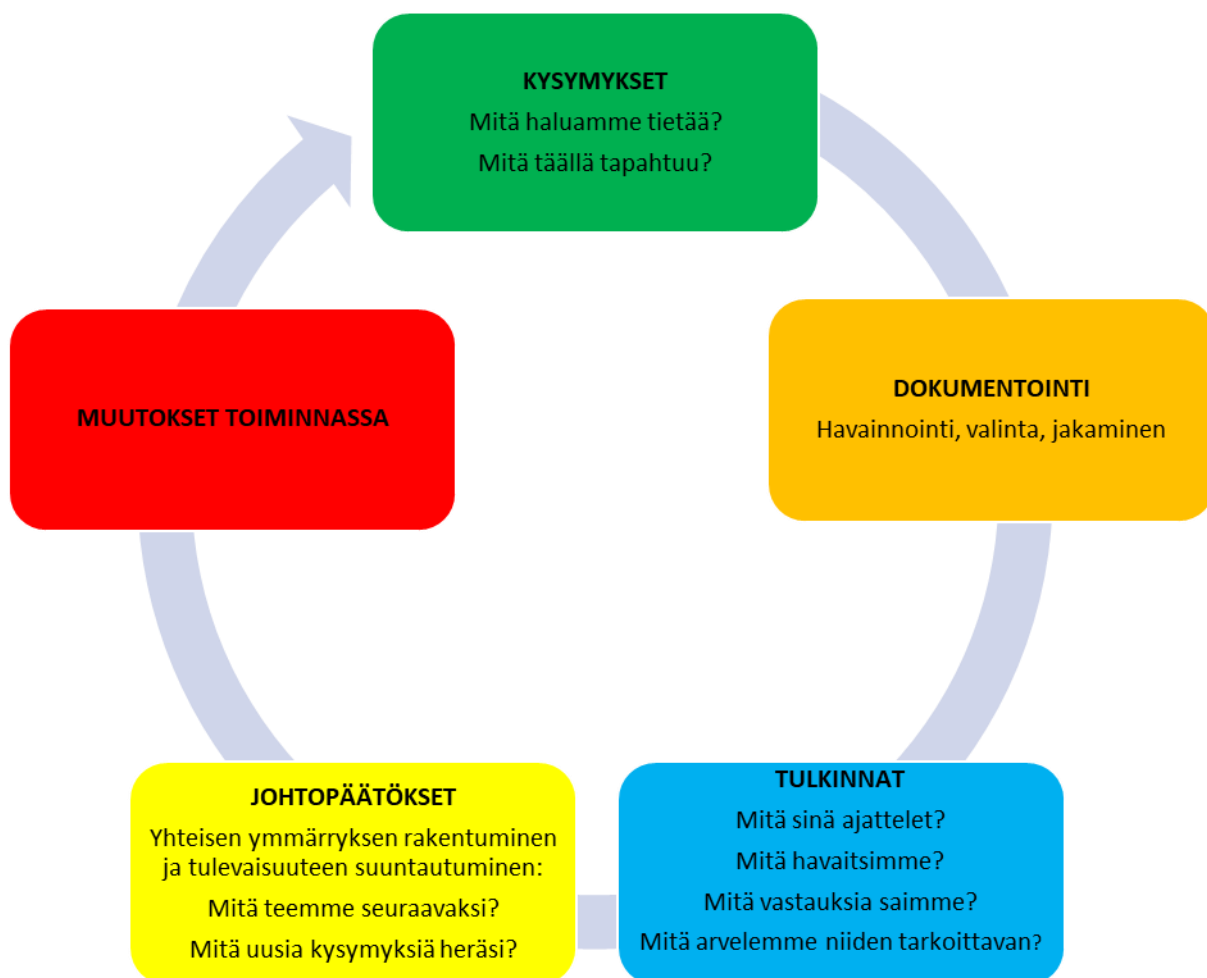 KYSYMYKSET
Mitä haluamme tietää?
Mitä täällä tapahtuu?
DOKUMENTOINTI
Havainnointi, valinta, jakaminen
TULKINNAT
Mitä sinä ajattelet?
Mitä havaitsimme?
Mitä vastauksia saimme?
Mitä arvelemme niiden tarkoittavan?
JOHTOPÄÄTÖKSET
Yhteisen ymmärryksen rakentuminen
ja tulevaisuuteen suuntautuminen:
Mitä teemme seuraavaksi?
Mitä uusia kysymyksiä heräsi?
MUUTOKSET TOIMINNASSA